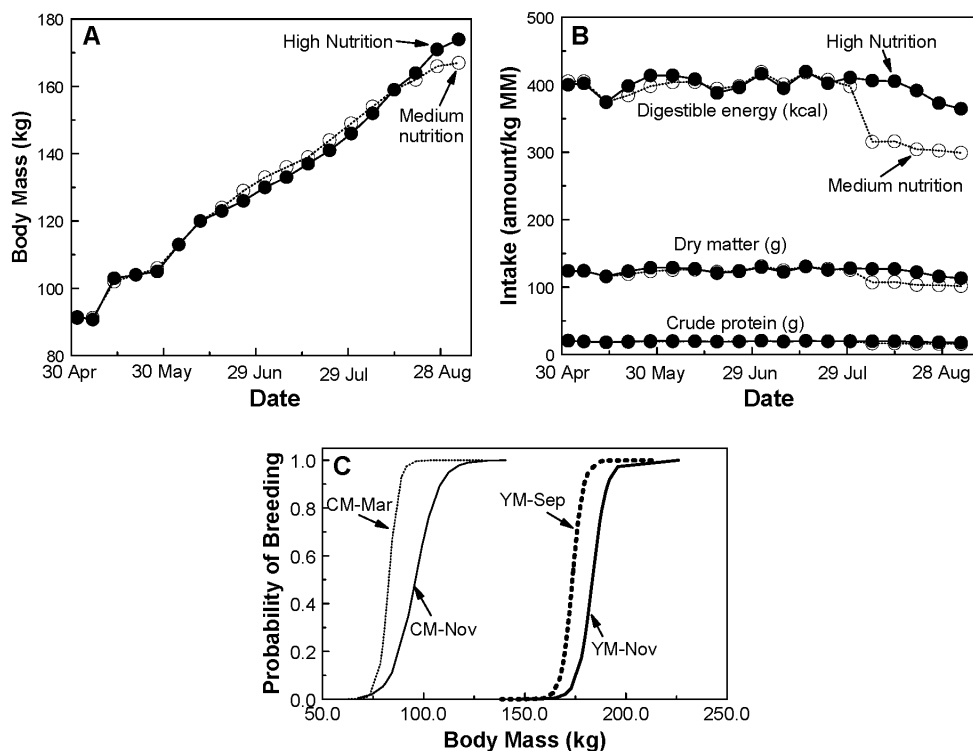 A
High Nutrition
Medium
nutrition
Body Mass (kg)
180
160
140
120
100
80
30 Apr
30 May
29 Jun
29 Jul
28 Aug
Date
B
High Nutrition
Digestible energy (kcal)
Medium nutrition
Dry matter (g)
Crude protein (g)
Intake (amount/kg MM)
500
400
300
200
100
0
30 Apr
30 May
29 Jun
29 Jul
28 Aug
Date
C
CM-Mar
YM-Sep
CM-Nov
YM-Nov
Probability of Breeding
1.0
0.8
0.6
0.4
0.2
0.0
50.0
100.0
150.0
200.0
250.0
Body Mass (kg)